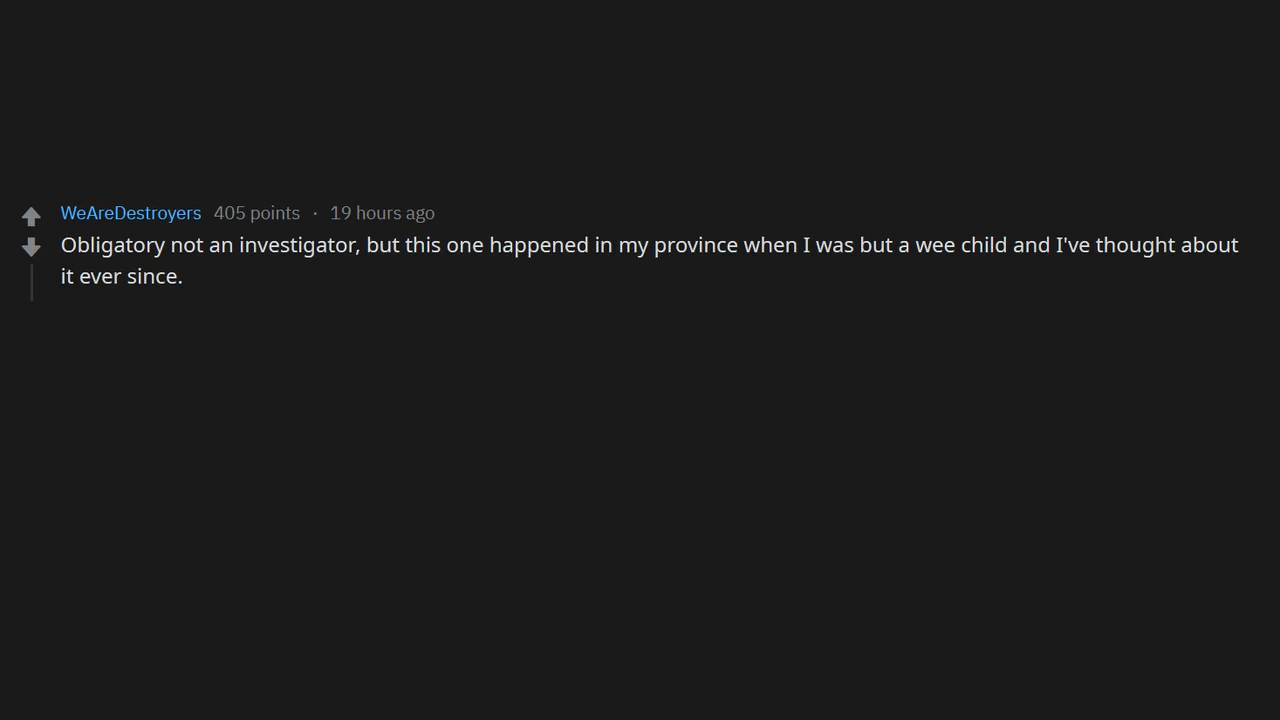 WeAreDestroyers 405 points · 19 hours ago
Obligatory not an investigator, but this one happened in my province when I was but a wee child and I've thought about
it ever since.